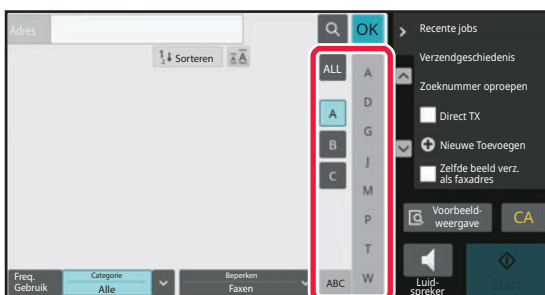 Adres
OK
Sorteren
ALL
A
B
C
ABC
A
D
G
J
M
P
T
W
Freq.
Gebruik
Categorie
Alle
Beperken
Faxen
Recente jobs
Verzendgeschiedenis
Zoeknummer oproepen
Direct TX
Nieuwe Toevoegen
Zelfde beeld verz.
als faxadres
Voorbeeld-
weergave
CA
Luid-
spreker
Start